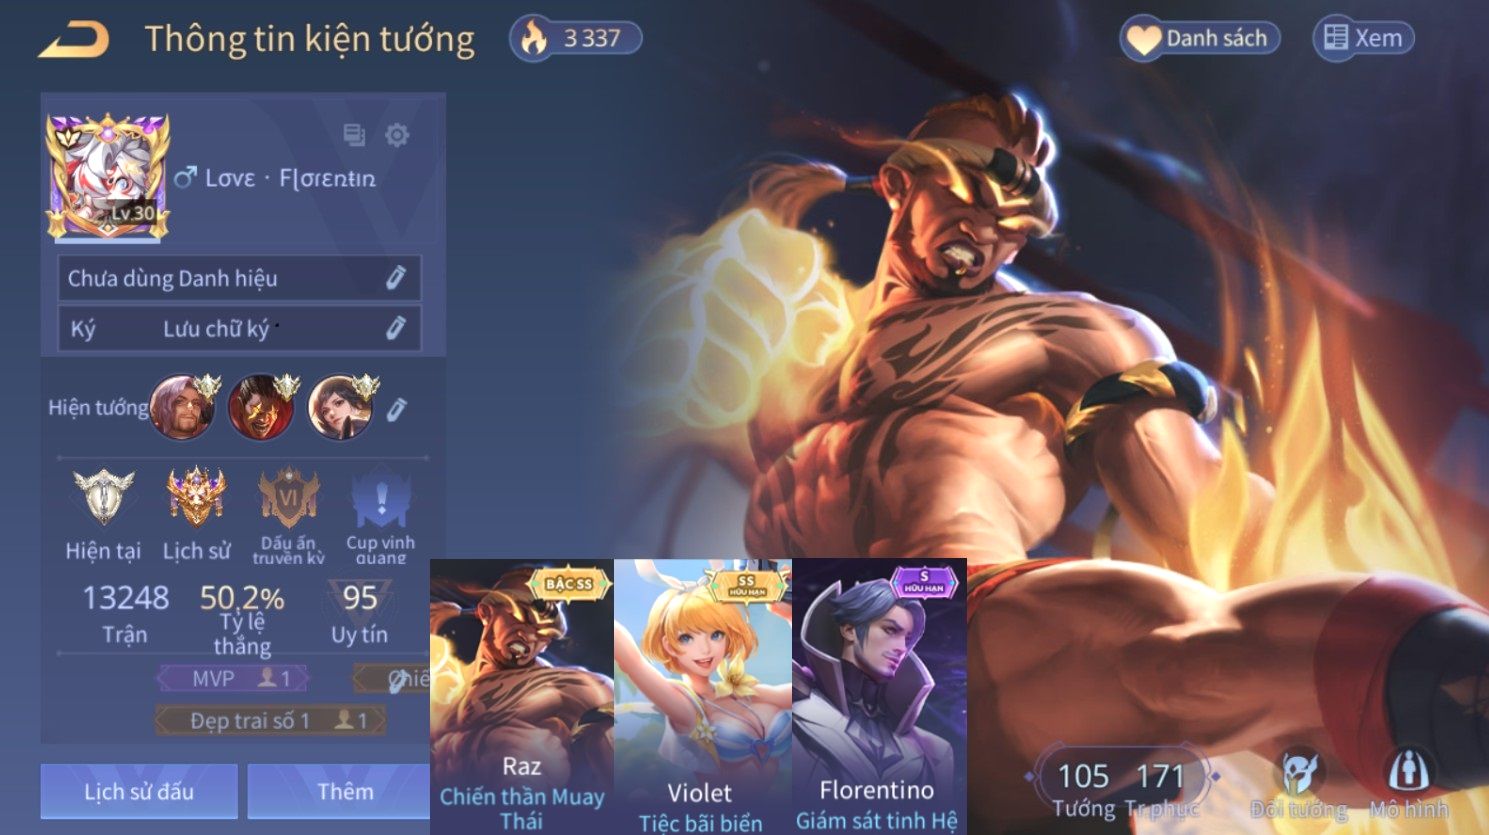 Thông tin kiện tướng
3 337
Danh sách
Xem
Lv.30
Lσvɛ · Fʅσɾɛnƚιn
Chưa dùng Danh hiệu
Ký Lưu chữ ký
Hiện tướng
VI
Hiện tại
Lịch sử
Dấu ấn
truyền kỳ
Cup vinh
quang
13248
50,2%
95
Trận
Tỷ lệ
thắng
Uy tín
MVP 1
Đẹp trai số 1 1
Lịch sử đấu
Thêm
BẬC SS
Raz
Chiến thần Muay
Thái
SS
HỮU HẠN
Violet
Tiệc bãi biển
S
HỮU HẠN
Florentino
Giám sát tinh Hệ
105 171
Tướng Tr.phục
Đổi tướng
Mô hình